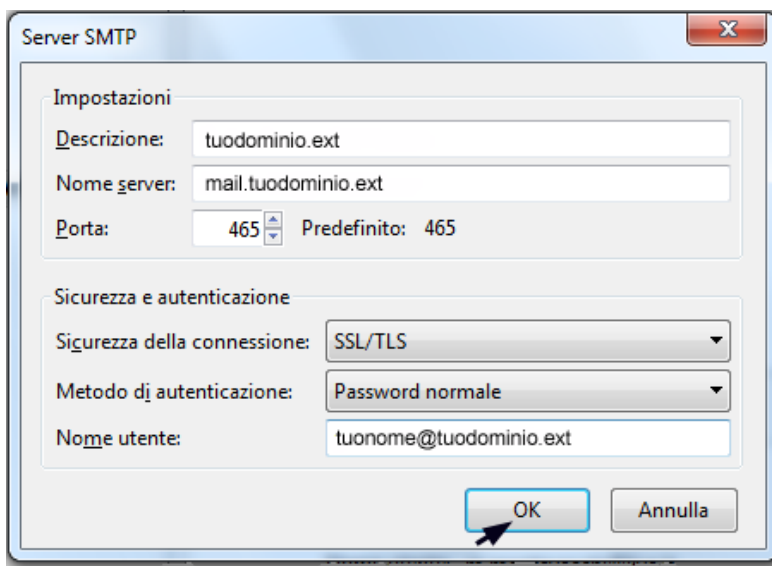 Server SMTP
Impostazioni
Descrizione: tuodominio.ext
Nome server: mail.tuodominio.ext
Porta: 465 Predefinito: 465
Sicurezza e autenticazione
Sicurezza della connessione: SSL/TLS
Metodo di autenticazione: Password normale
Nome utente: tuonome@tuodominio.ext
OK Annulla